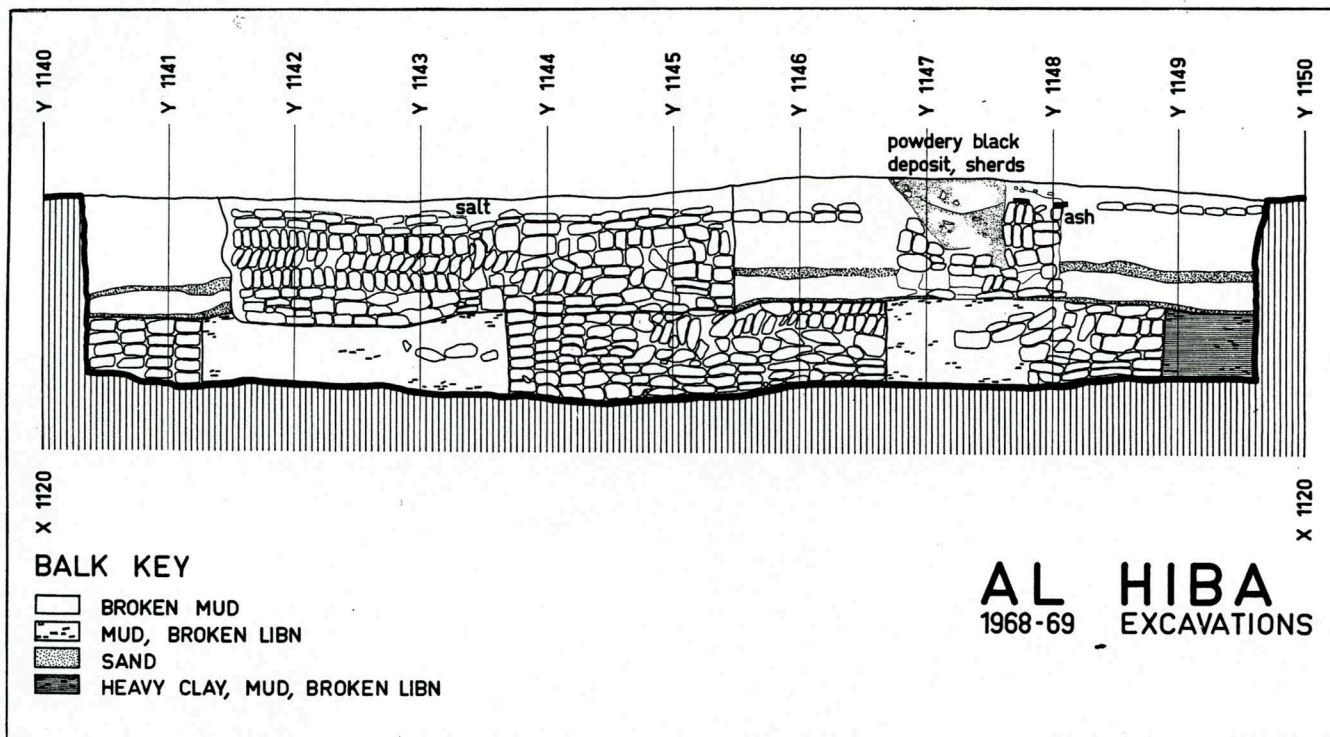 Y 1140
Y 1141
Y 1142
Y 1143
Y 1144
Y 1145
Y 1146
Y 1147
Y 1148
Y 1149
Y 1150
powdery black
deposit, sherds
salt
ash
X 1120
X 1120
BALK KEY
BROKEN MUD
MUD, BROKEN LIBN
SAND
HEAVY CLAY, MUD, BROKEN LIBN
AL HIBA
1968-69 EXCAVATIONS